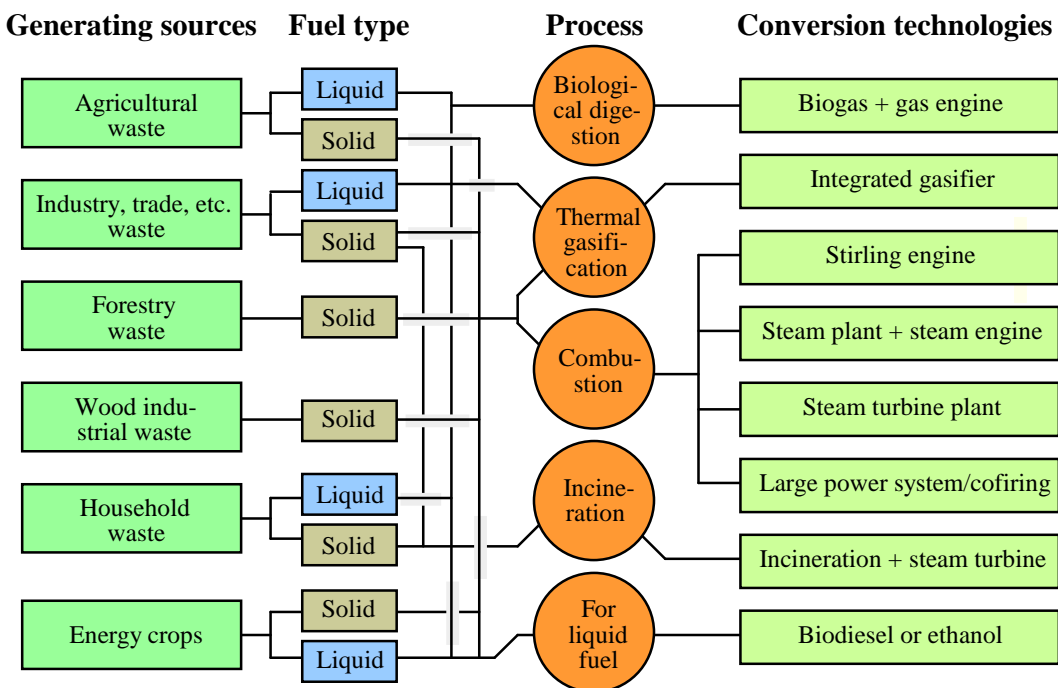 Generating sources
Fuel type
Process
Conversion technologies
Agricultural
waste
Industry, trade, etc.
waste
Forestry
waste
Wood indu-
strial waste
Household
waste
Energy crops
Liquid
Solid
Liquid
Solid
Solid
Solid
Liquid
Solid
Solid
Liquid
Biologi-
cal dige-
stion
Thermal
gasifi-
cation
Combu-
stion
Incine-
ration
For
liquid
fuel
Biogas + gas engine
Integrated gasifier
Stirling engine
Steam plant + steam engine
Steam turbine plant
Large power system/cofiring
Incineration + steam turbine
Biodiesel or ethanol